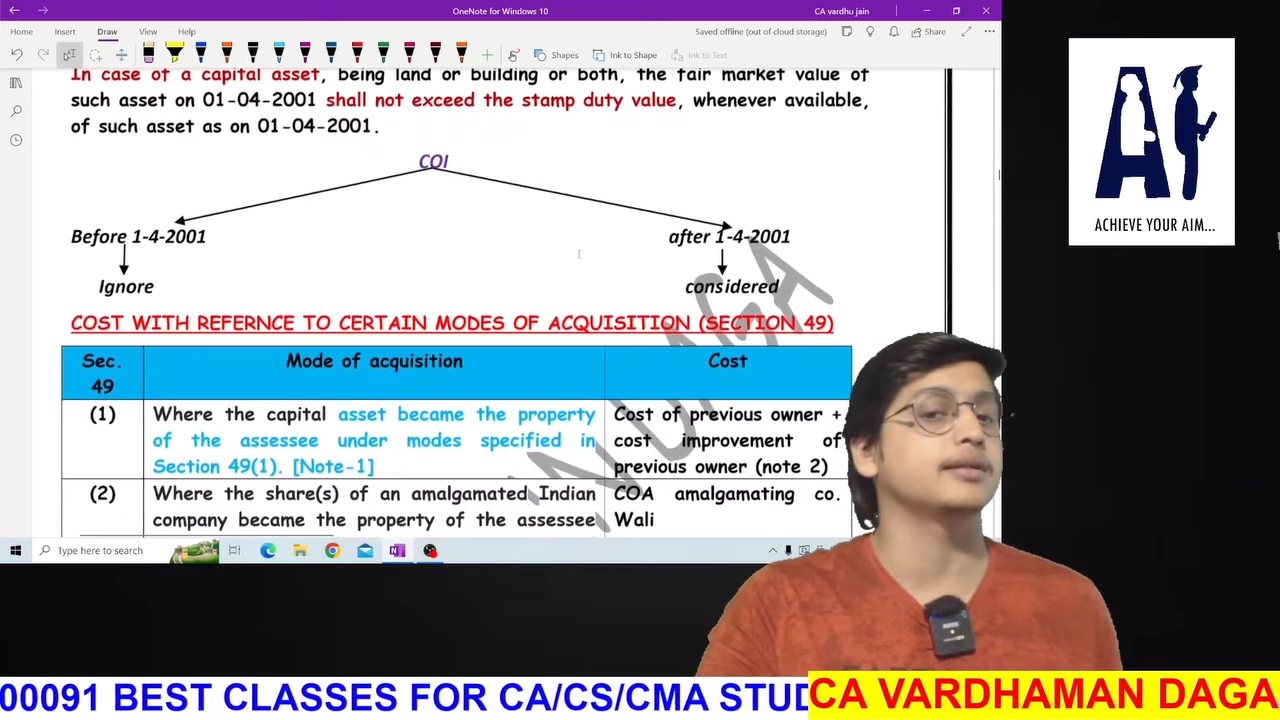 OneNote for Windows 10
CA vardhu jain
Home Insert Draw View Help
Saved offline (out of cloud storage)
Share
Shapes
Ink to Shape
Ink to Text
In case of a capital asset, being land or building or both, the fair market value of
such asset on 01-04-2001 shall not exceed the stamp duty value, whenever available,
of such asset as on 01-04-2001.
COI
Before 1-4-2001
after 1-4-2001
Ignore
considered
COST WITH REFERNCE TO CERTAIN MODES OF ACQUISITION (SECTION 49)
Sec.
49
Mode of acquisition
Cost
(1)
Where the capital asset became the property
of the assessee under modes specified in
Section 49(1). [Note-1]
Cost of previous owner +
cost improvement of
previous owner (note 2)
(2)
Where the share(s) of an amalgamated Indian
company became the property of the assessee
COA amalgamating co.
Wali
DAGA
Type here to search
ACHIEVE YOUR AIM...
00091 BEST CLASSES FOR CA/CS/CMA STUD
CA VARDHAMAN DAGA